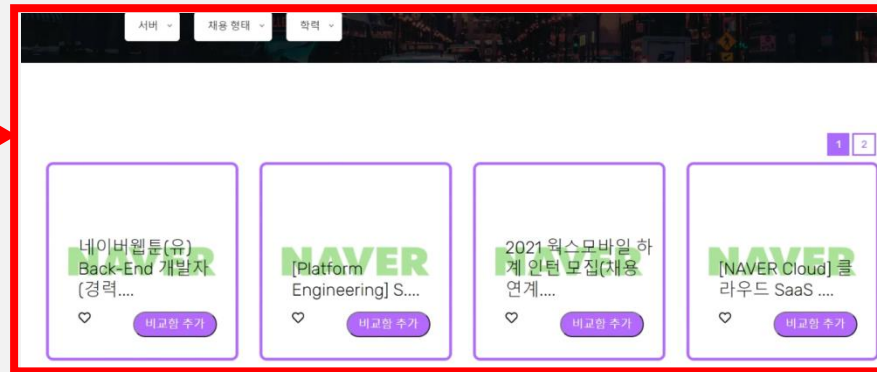 서버
채용 형태
학력
1
2
NAVER
네이버웹툰(유)
Back-End 개발자
(경력....
비교함 추가
NAVER
[Platform
Engineering] S....
비교함 추가
NAVER
2021 웍스모바일 하
계 인턴 모집(채용
연계....
비교함 추가
NAVER
[NAVER Cloud] 클
라우드 SaaS ....
비교함 추가